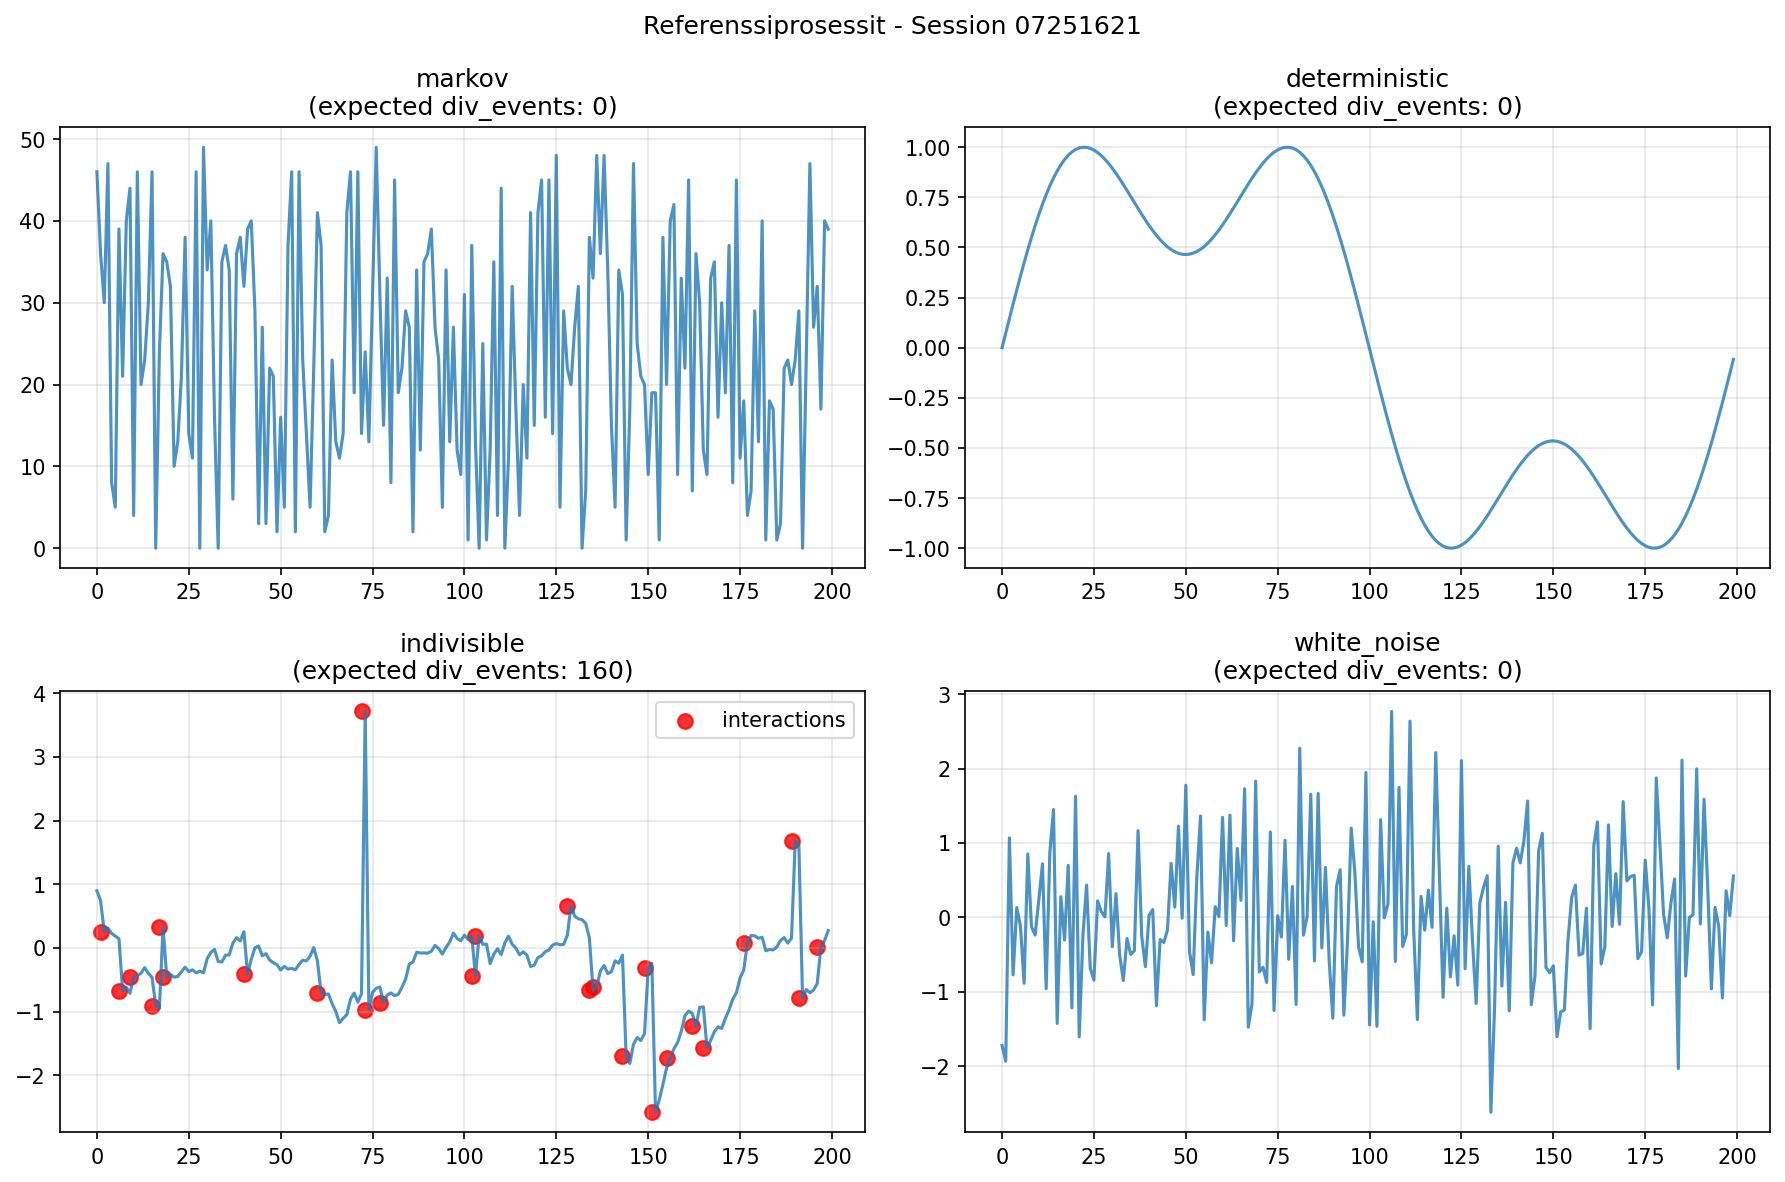 Referenssiprosessit - Session 07251621
markov
(expected div_events: 0)
50
40
30
20
10
0
0 25 50 75 100 125 150 175 200
deterministic
(expected div_events: 0)
1.00
0.75
0.50
0.25
0.00
−0.25
−0.50
−0.75
−1.00
0 25 50 75 100 125 150 175 200
indivisible
(expected div_events: 160)
interactions
4
3
2
1
0
−1
−2
0 25 50 75 100 125 150 175 200
white_noise
(expected div_events: 0)
3
2
1
0
−1
−2
0 25 50 75 100 125 150 175 200